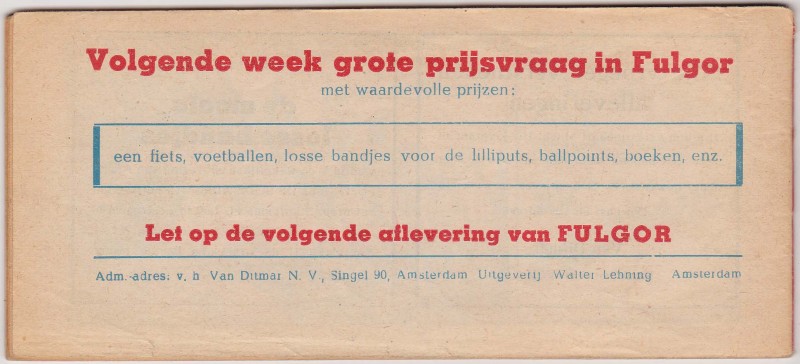 Volgende week grote prijsvraag in Fulgor
met waardevolle prijzen:
een fiets, voetballen, losse bandjes voor de lilliputs, ballpoints, boeken, enz.
Let op de volgende aflevering van FULGOR
Adm.-adres: v. h Van Ditmar N. V., Singel 90, Amsterdam Uitgeverij Walter Lehning Amsterdam